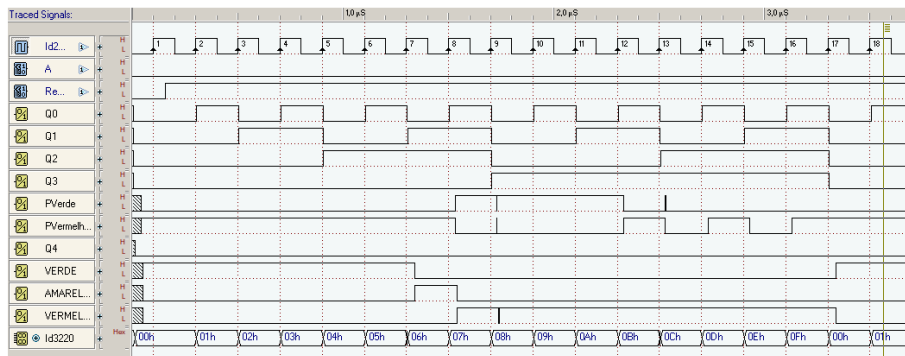 Traced Signals: 1,0 µS 2,0 µS 3,0 µS
Id2... H L 1 2 3 4 5 6 7 8 9 10 11 12 13 14 15 16 17 18
A H L
Re... H L
Q0 H L
Q1 H L
Q2 H L
Q3 H L
PVerde H L
PVermelh.. H L
Q4 H L
VERDE H L
AMAREL... H L
VERMEL... H L
Id3220 Hex 00h 01h 02h 03h 04h 05h 06h 07h 08h 09h 0Ah 0Bh 0Ch 0Dh 0Eh 0Fh 00h 01h